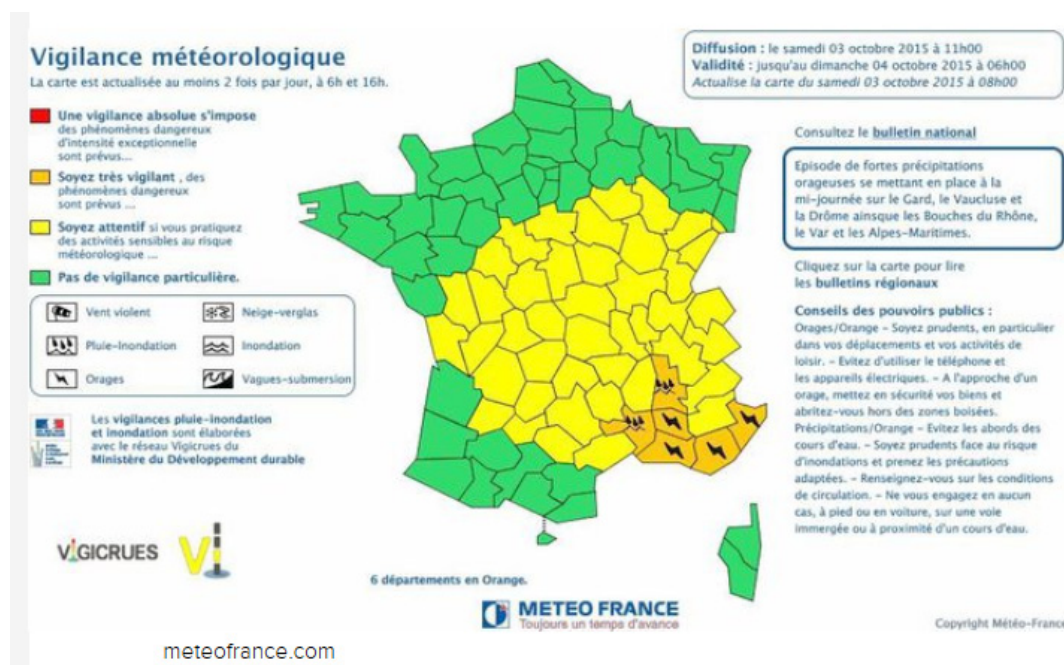 Vigilance météorologique
La carte est actualisée au moins 2 fois par jour, à 6h et 16h.
Une vigilance absolue s'impose
des phénomènes dangereux
d'intensité exceptionnelle
sont prévus...
Soyez très vigilant , des
phénomènes dangereux
sont prévus ...
Soyez attentif si vous pratiquez
des activités sensibles au risque
météorologique ...
Pas de vigilance particulière.
Vent violent
Neige-verglas
Pluie-Inondation
Inondation
Orages
Vagues-submersion
Les vigilances pluie-inondation
et inondation sont élaborées
avec le réseau Vigicrues du
Ministère du Développement durable
VIGICRUES
Vi
6 départements en Orange.
METEO FRANCE
Toujours un temps d'avance
Diffusion : le samedi 03 octobre 2015 à 11h00
Validité : jusqu'au dimanche 04 octobre 2015 à 06h00
Actualise la carte du samedi 03 octobre 2015 à 08h00
Consultez le bulletin national
Episode de fortes précipitations
orageuses se mettant en place à la
mi-journée sur le Gard, le Vaucluse et
la Drôme ainsque les Bouches du Rhône,
le Var et les Alpes-Maritimes.
Cliquez sur la carte pour lire
les bulletins régionaux
Conseils des pouvoirs publics :
Orages/Orange - Soyez prudents, en particulier
dans vos déplacements et vos activités de
loisir. - Evitez d'utiliser le téléphone et
les appareils électriques. - A l'approche d'un
orage, mettez en sécurité vos biens et
abritez-vous hors des zones boisées.
Précipitations/Orange - Evitez les abords des
cours d'eau. - Soyez prudents face au risque
d'inondations et prenez les précautions
adaptées. - Renseignez-vous sur les conditions
de circulation. - Ne vous engagez en aucun
cas, à pied ou en voiture, sur une voie
immergée ou à proximité d'un cours d'eau.
Copyright Météo-France
meteofrance.com